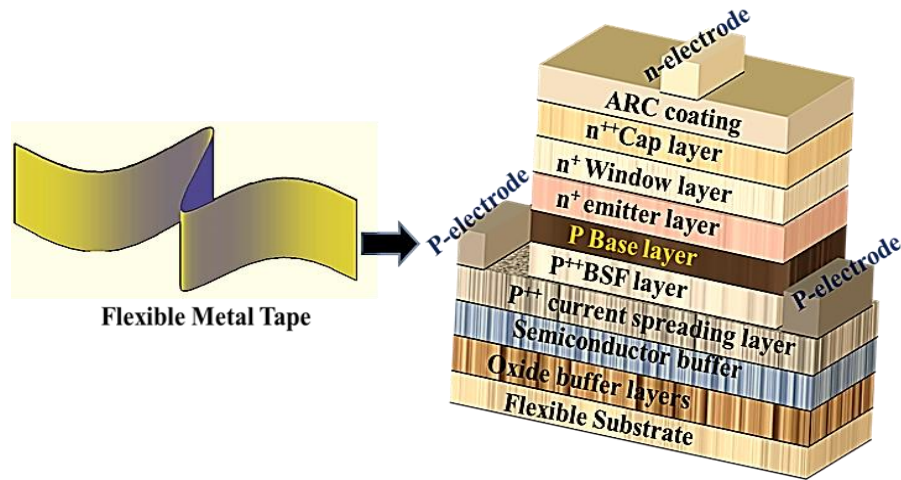 Flexible Metal Tape
n-electrode
ARC coating
n⁺⁺Cap layer
n⁺ Window layer
n⁺ emitter layer
P-electrode
P Base layer
P⁺⁺BSF layer
P-electrode
P⁺⁺ current spreading layer
Semiconductor buffer
Oxide buffer layers
Flexible Substrate